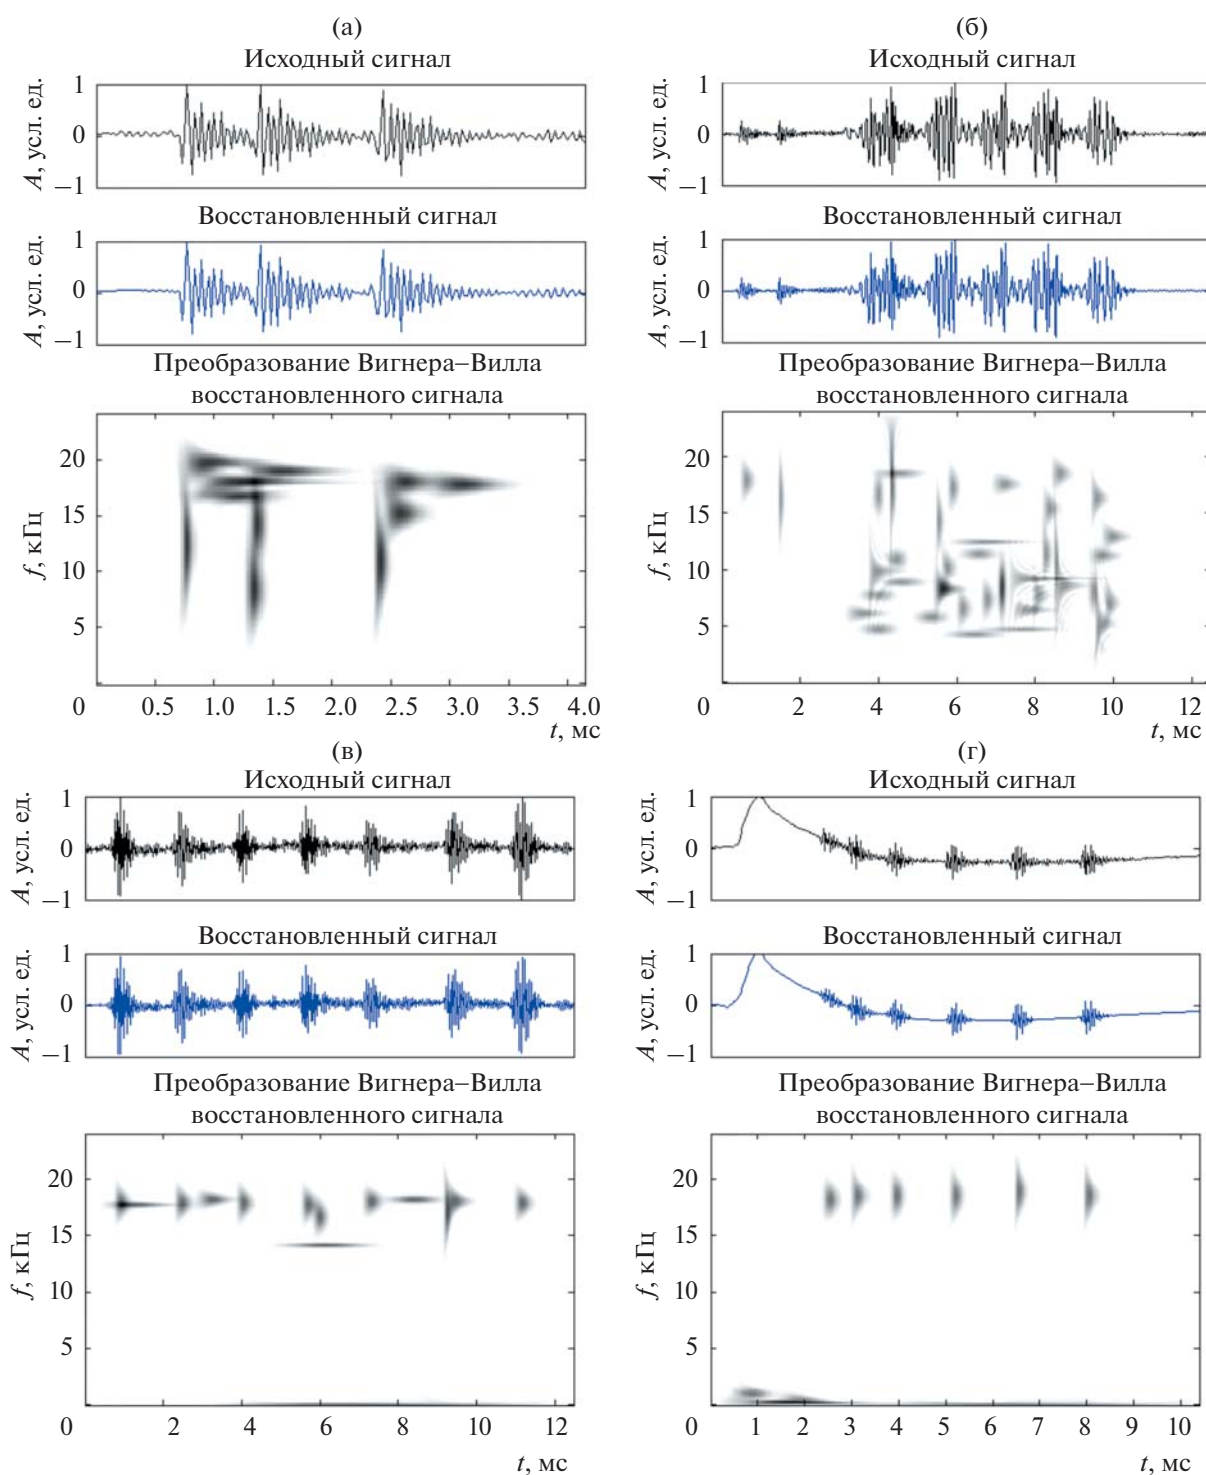 (а)
Исходный сигнал
1
0
−1
A, усл. ед.
Восстановленный сигнал
1
0
−1
A, усл. ед.
Преобразование Вигнера−Вилла
восстановленного сигнала
20
15
10
5
f, кГц
0 0.5 1.0 1.5 2.0 2.5 3.0 3.5 4.0
t, мс
(б)
Исходный сигнал
1
0
−1
A, усл. ед.
Восстановленный сигнал
1
0
−1
A, усл. ед.
Преобразование Вигнера−Вилла
восстановленного сигнала
20
15
10
5
f, кГц
0 2 4 6 8 10 12
t, мс
(в)
Исходный сигнал
1
0
−1
A, усл. ед.
Восстановленный сигнал
1
0
−1
A, усл. ед.
Преобразование Вигнера−Вилла
восстановленного сигнала
20
15
10
5
f, кГц
0 2 4 6 8 10 12
t, мс
(г)
Исходный сигнал
1
0
−1
A, усл. ед.
Восстановленный сигнал
1
0
−1
A, усл. ед.
Преобразование Вигнера−Вилла
восстановленного сигнала
20
15
10
5
f, кГц
0 1 2 3 4 5 6 7 8 9 10
t, мс